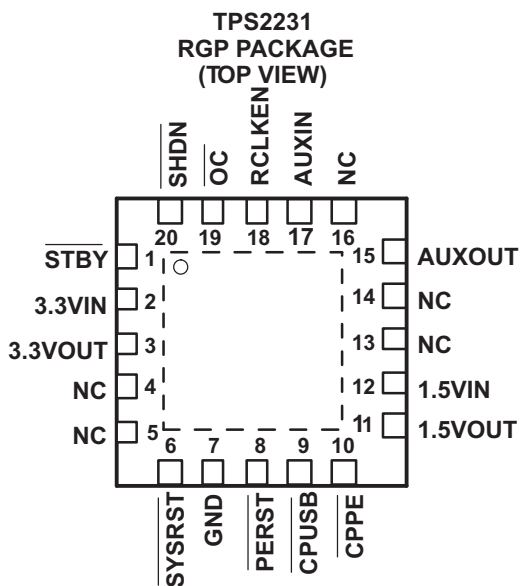 TPS2231
RGP PACKAGE
(TOP VIEW)
SHDN
OC
RCLKEN
AUXIN
NC
20
19
18
17
16
STBY 1
3.3VIN 2
3.3VOUT 3
NC 4
NC 5
15 AUXOUT
14 NC
13 NC
12 1.5VIN
11 1.5VOUT
6
7
8
9
10
SYSRST
GND
PERST
CPUSB
CPPE